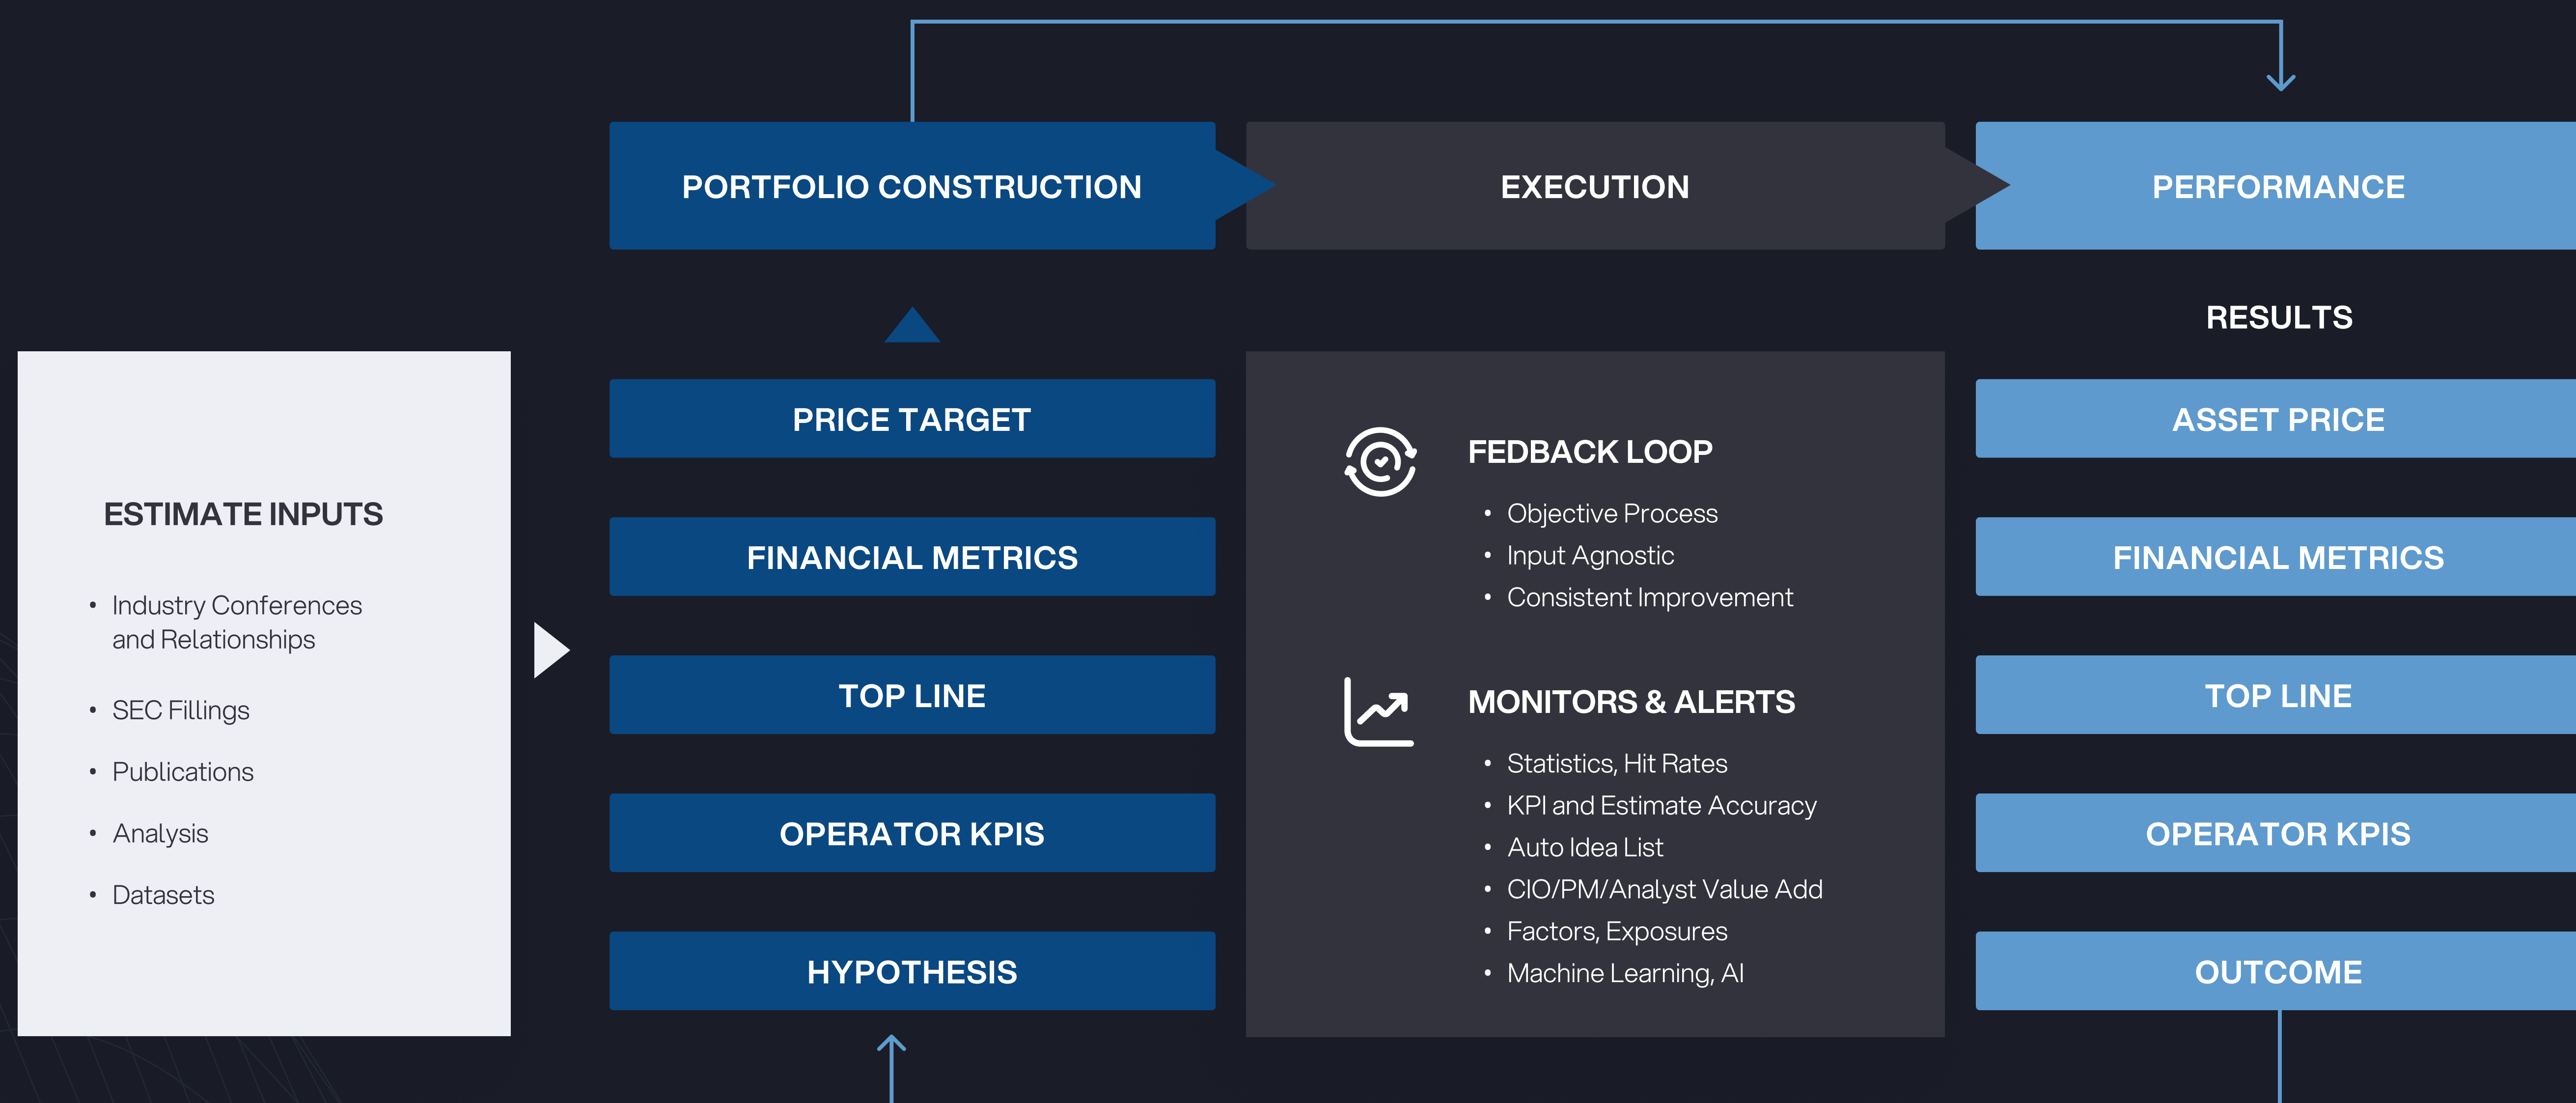 PORTFOLIO CONSTRUCTION
EXECUTION
PERFORMANCE
ESTIMATE INPUTS
• Industry Conferences
and Relationships
• SEC Fillings
• Publications
• Analysis
• Datasets
PRICE TARGET
FINANCIAL METRICS
TOP LINE
OPERATOR KPIS
HYPOTHESIS
FEDBACK LOOP
• Objective Process
• Input Agnostic
• Consistent Improvement
MONITORS & ALERTS
• Statistics, Hit Rates
• KPI and Estimate Accuracy
• Auto Idea List
• CIO/PM/Analyst Value Add
• Factors, Exposures
• Machine Learning, AI
RESULTS
ASSET PRICE
FINANCIAL METRICS
TOP LINE
OPERATOR KPIS
OUTCOME